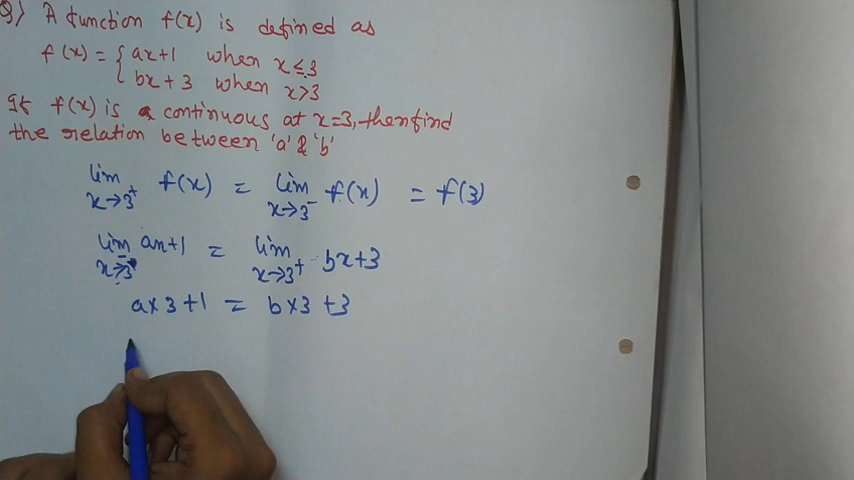 Q) A function f(x) is defined as
f(x) = { ax+1 when x ≤ 3
bx + 3 when x>3
If f(x) is continuous at x=3, then find
the relation between 'a' & 'b'
lim x→3⁺ f(x) = lim x→3⁻ f(x) = f(3)
lim x→3⁻ ax+1 = lim x→3⁺ bx+3
a×3+1 = b×3+3